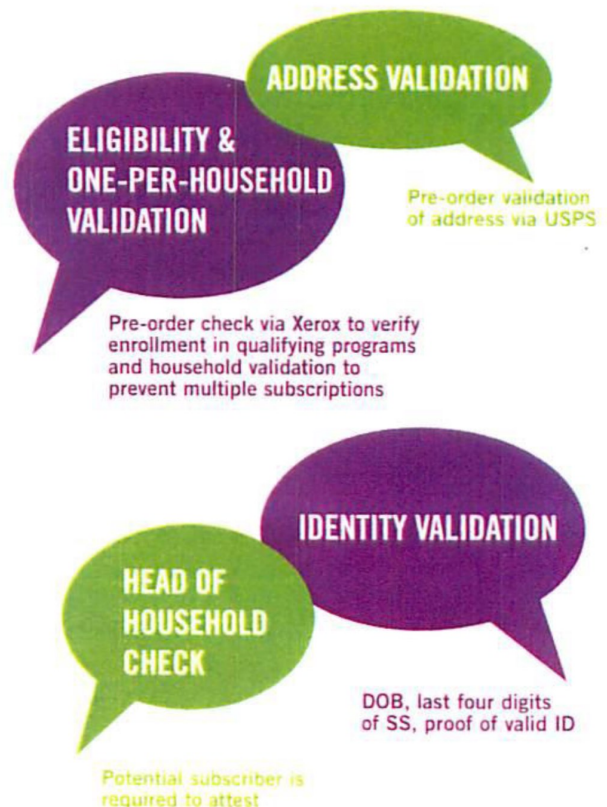 ADDRESS VALIDATION
Pre-order validation
of address via USPS
ELIGIBILITY &
ONE-PER-HOUSEHOLD
VALIDATION
Pre-order check via Xerox to verify
enrollment in qualifying programs
and household validation to
prevent multiple subscriptions
IDENTITY VALIDATION
DOB, last four digits
of SS, proof of valid ID
HEAD OF
HOUSEHOLD
CHECK
Potential subscriber is
required to attest